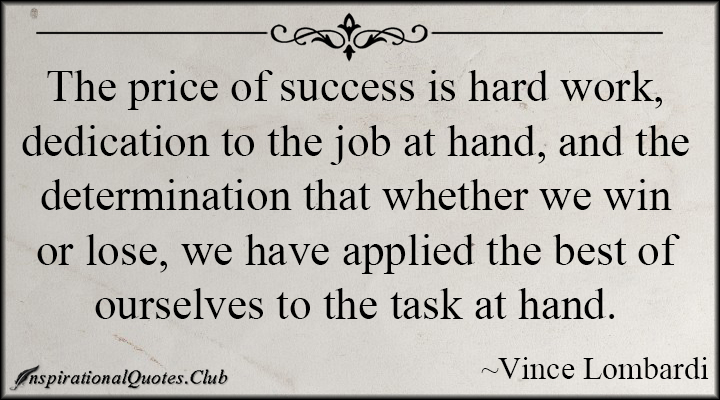 The price of success is hard work,
dedication to the job at hand, and the
determination that whether we win
or lose, we have applied the best of
ourselves to the task at hand.
~Vince Lombardi
InspirationalQuotes.Club